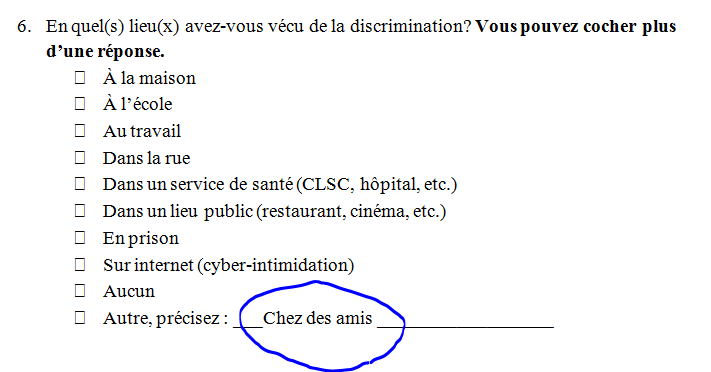 6. En quel(s) lieu(x) avez-vous vécu de la discrimination? Vous pouvez cocher plus
d’une réponse.
☐ À la maison
☐ À l’école
☐ Au travail
☐ Dans la rue
☐ Dans un service de santé (CLSC, hôpital, etc.)
☐ Dans un lieu public (restaurant, cinéma, etc.)
☐ En prison
☐ Sur internet (cyber-intimidation)
☐ Aucun
☐ Autre, précisez : ___Chez des amis ___________________